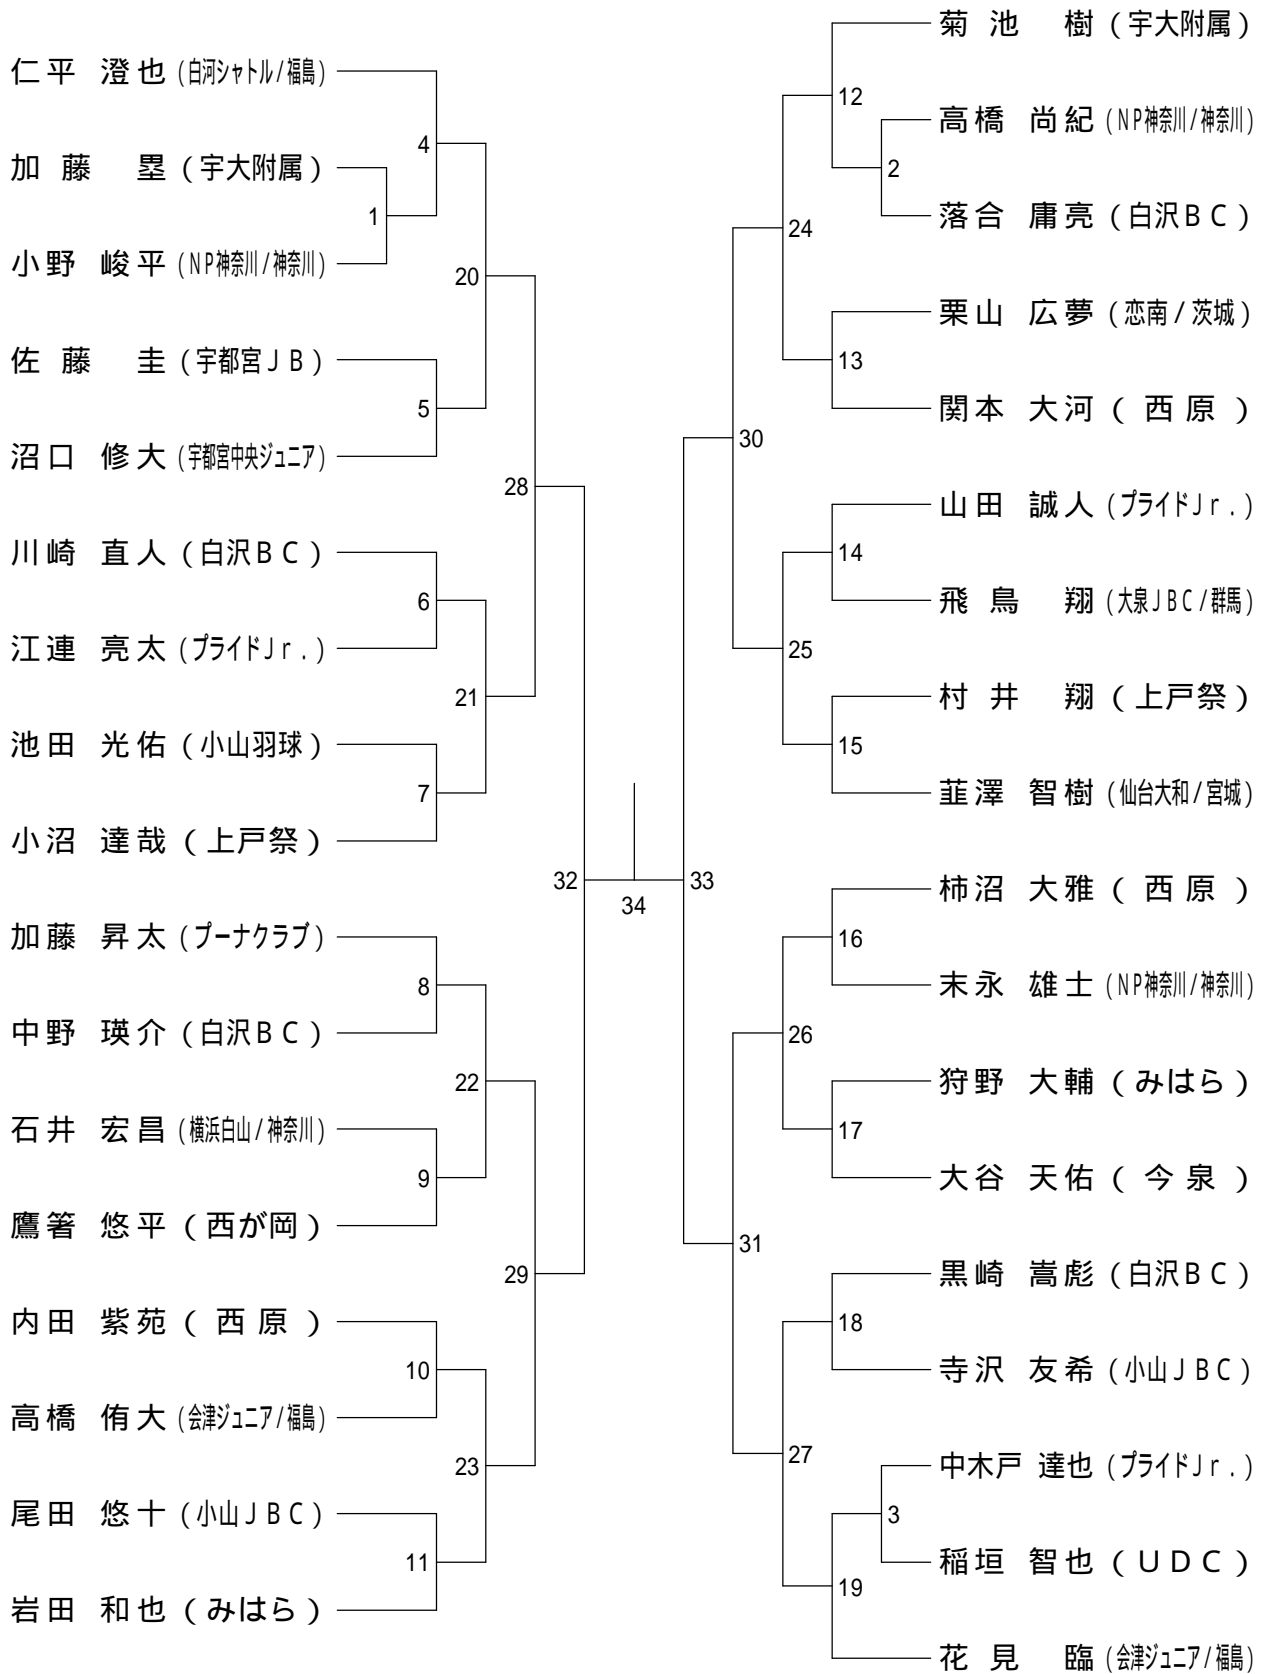 仁平 澄也 (白河シャトル/福島)
加藤 塁 (宇大附属)
小野 峻平 (NP神奈川/神奈川)
佐藤 圭 (宇都宮JB)
沼口 修大 (宇都宮中央ジュニア)
川崎 直人 (白沢BC)
江連 亮太 (プライドJr.)
池田 光佑 (小山羽球)
小沼 達哉 (上戸祭)
加藤 昇太 (プーナクラブ)
中野 瑛介 (白沢BC)
石井 宏昌 (横浜白山/神奈川)
鷹箸 悠平 (西が岡)
内田 紫苑 (西原)
高橋 侑大 (会津ジュニア/福島)
尾田 悠十 (小山JBC)
岩田 和也 (みはら)
4
1
20
5
28
6
21
7
32
8
22
9
29
10
23
11
34
33
12
2
24
13
30
14
25
15
16
26
17
31
18
27
3
19
菊池 樹 (宇大附属)
高橋 尚紀 (NP神奈川/神奈川)
落合 庸亮 (白沢BC)
栗山 広夢 (恋南/茨城)
関本 大河 (西原)
山田 誠人 (プライドJr.)
飛鳥 翔 (大泉JBC/群馬)
村井 翔 (上戸祭)
韮澤 智樹 (仙台大和/宮城)
柿沼 大雅 (西原)
末永 雄士 (NP神奈川/神奈川)
狩野 大輔 (みはら)
大谷 天佑 (今泉)
黒崎 嵩彪 (白沢BC)
寺沢 友希 (小山JBC)
中木戸 達也 (プライドJr.)
稲垣 智也 (UDC)
花見 臨 (会津ジュニア/福島)